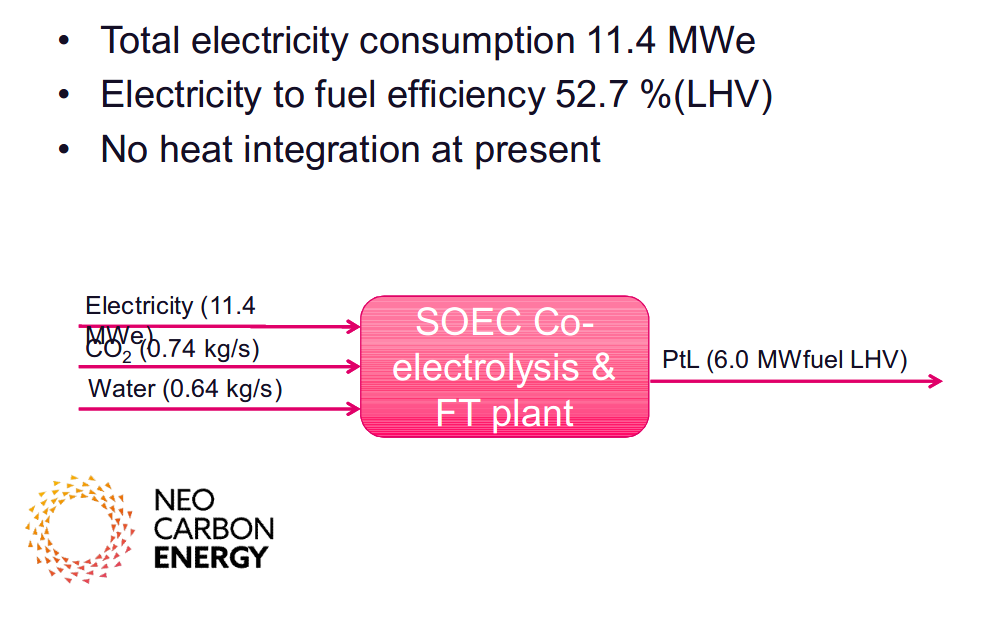 • Total electricity consumption 11.4 MWe
• Electricity to fuel efficiency 52.7 %(LHV)
• No heat integration at present
Electricity (11.4
MWe)
CO₂ (0.74 kg/s)
Water (0.64 kg/s)
SOEC Co-
electrolysis &
FT plant
PtL (6.0 MWfuel LHV)
NEO
CARBON
ENERGY